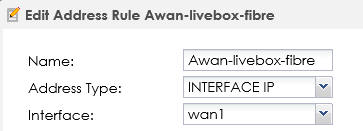 Edit Address Rule Awan-livebox-fibre
Name: Awan-livebox-fibre
Address Type: INTERFACE IP
Interface: wan1